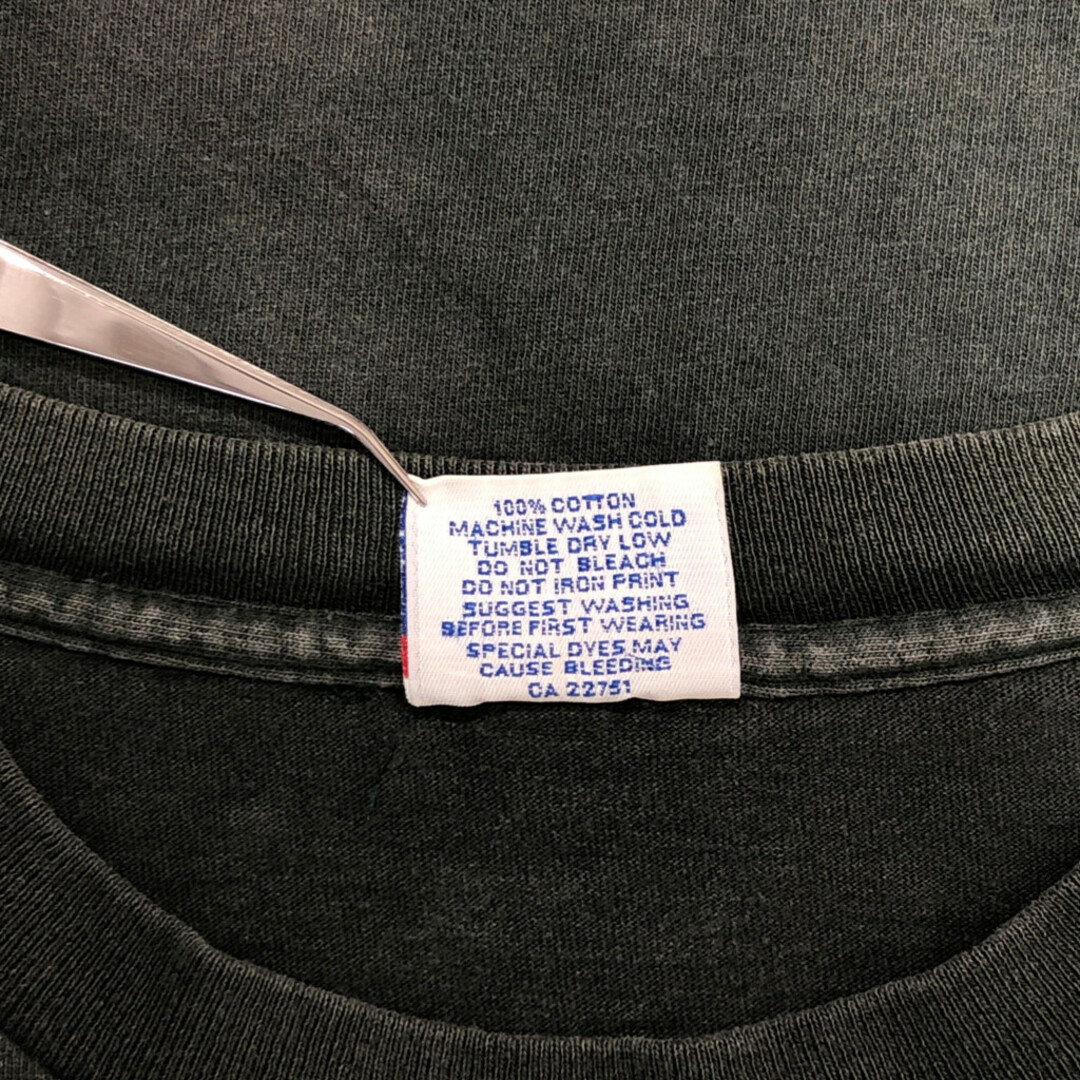 100% COTTON
MACHINE WASH COLD
TUMBLE DRY LOW
DO NOT BLEACH
DO NOT IRON PRINT
SUGGEST WASHING
BEFORE FIRST WEARING
SPECIAL DYES MAY
CAUSE BLEEDING
CA 22751